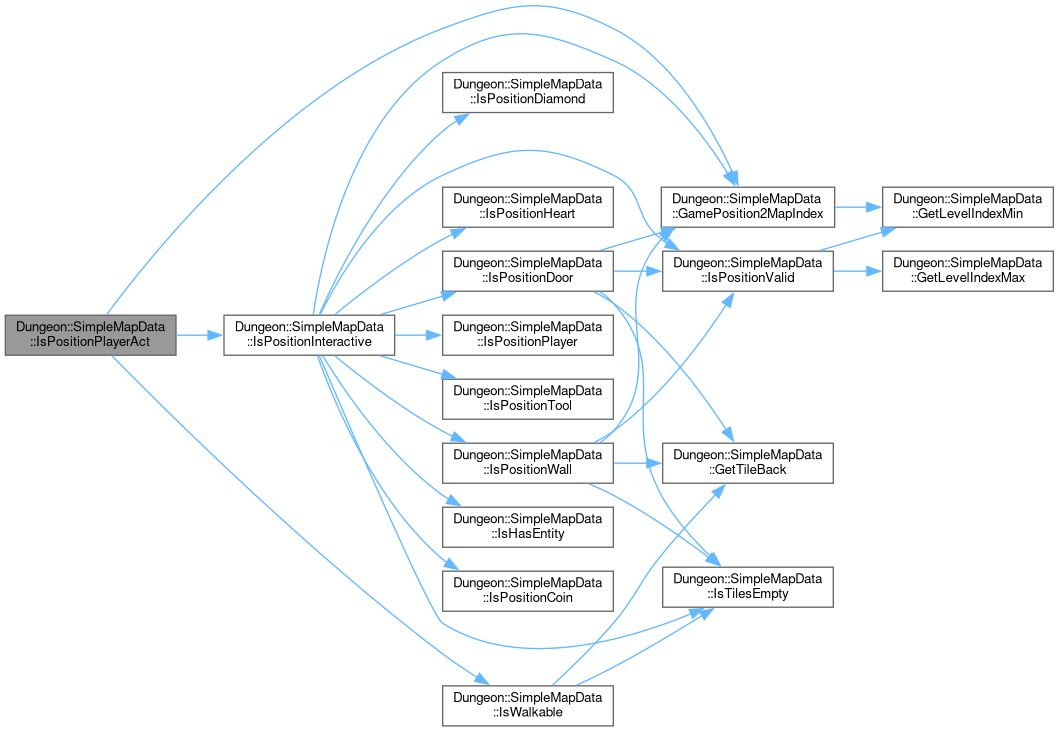 Dungeon::SimpleMapData
::IsPositionPlayerAct
Dungeon::SimpleMapData
::IsPositionInteractive
Dungeon::SimpleMapData
::IsPositionDiamond
Dungeon::SimpleMapData
::IsPositionHeart
Dungeon::SimpleMapData
::IsPositionDoor
Dungeon::SimpleMapData
::IsPositionPlayer
Dungeon::SimpleMapData
::IsPositionTool
Dungeon::SimpleMapData
::IsPositionWall
Dungeon::SimpleMapData
::IsHasEntity
Dungeon::SimpleMapData
::IsPositionCoin
Dungeon::SimpleMapData
::IsWalkable
Dungeon::SimpleMapData
::GamePosition2MapIndex
Dungeon::SimpleMapData
::IsPositionValid
Dungeon::SimpleMapData
::GetTileBack
Dungeon::SimpleMapData
::IsTilesEmpty
Dungeon::SimpleMapData
::GetLevelIndexMin
Dungeon::SimpleMapData
::GetLevelIndexMax